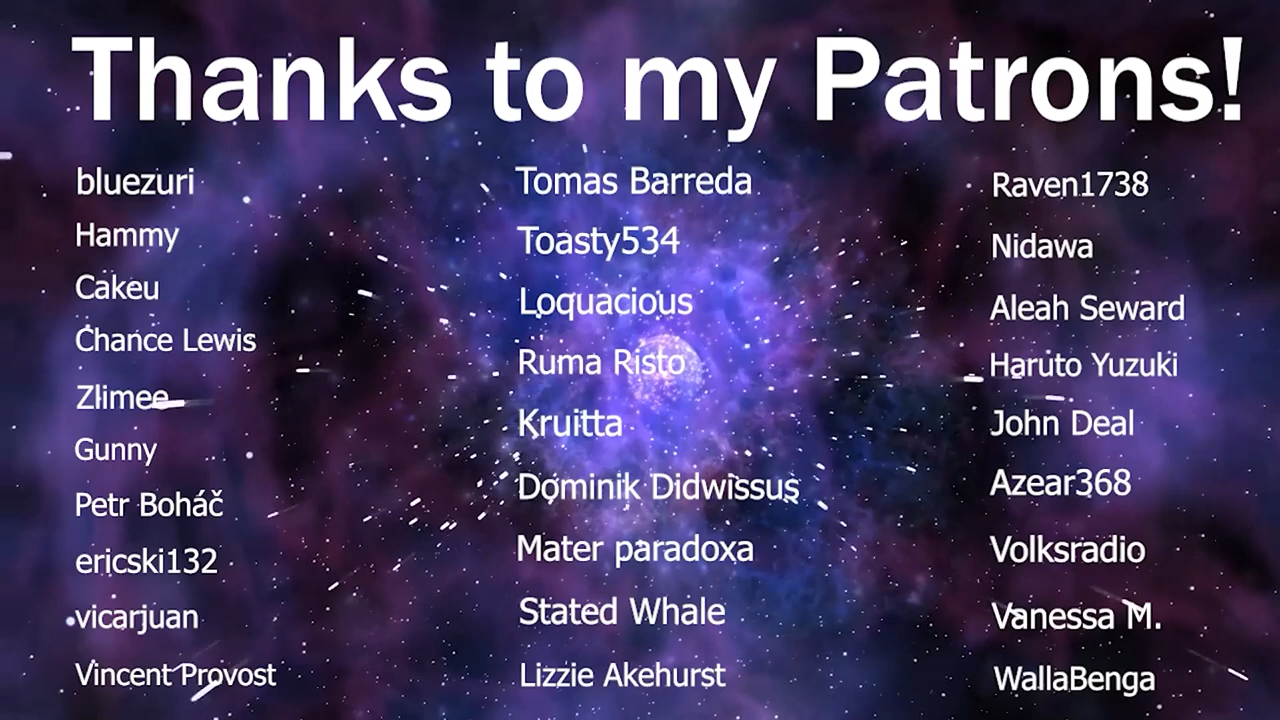 Thanks to my Patrons!
bluezuri
Hammy
Cakeu
Chance Lewis
Zlimee
Gunny
Petr Boháč
ericski132
vicarjuan
Vincent Provost
Tomas Barreda
Toasty534
Loquacious
Ruma Risto
Kruitta
Dominik Didwissus
Mater paradoxa
Stated Whale
Lizzie Akehurst
Raven1738
Nidawa
Aleah Seward
Haruto Yuzuki
John Deal
Azear368
Volksradio
Vanessa M.
WallaBenga